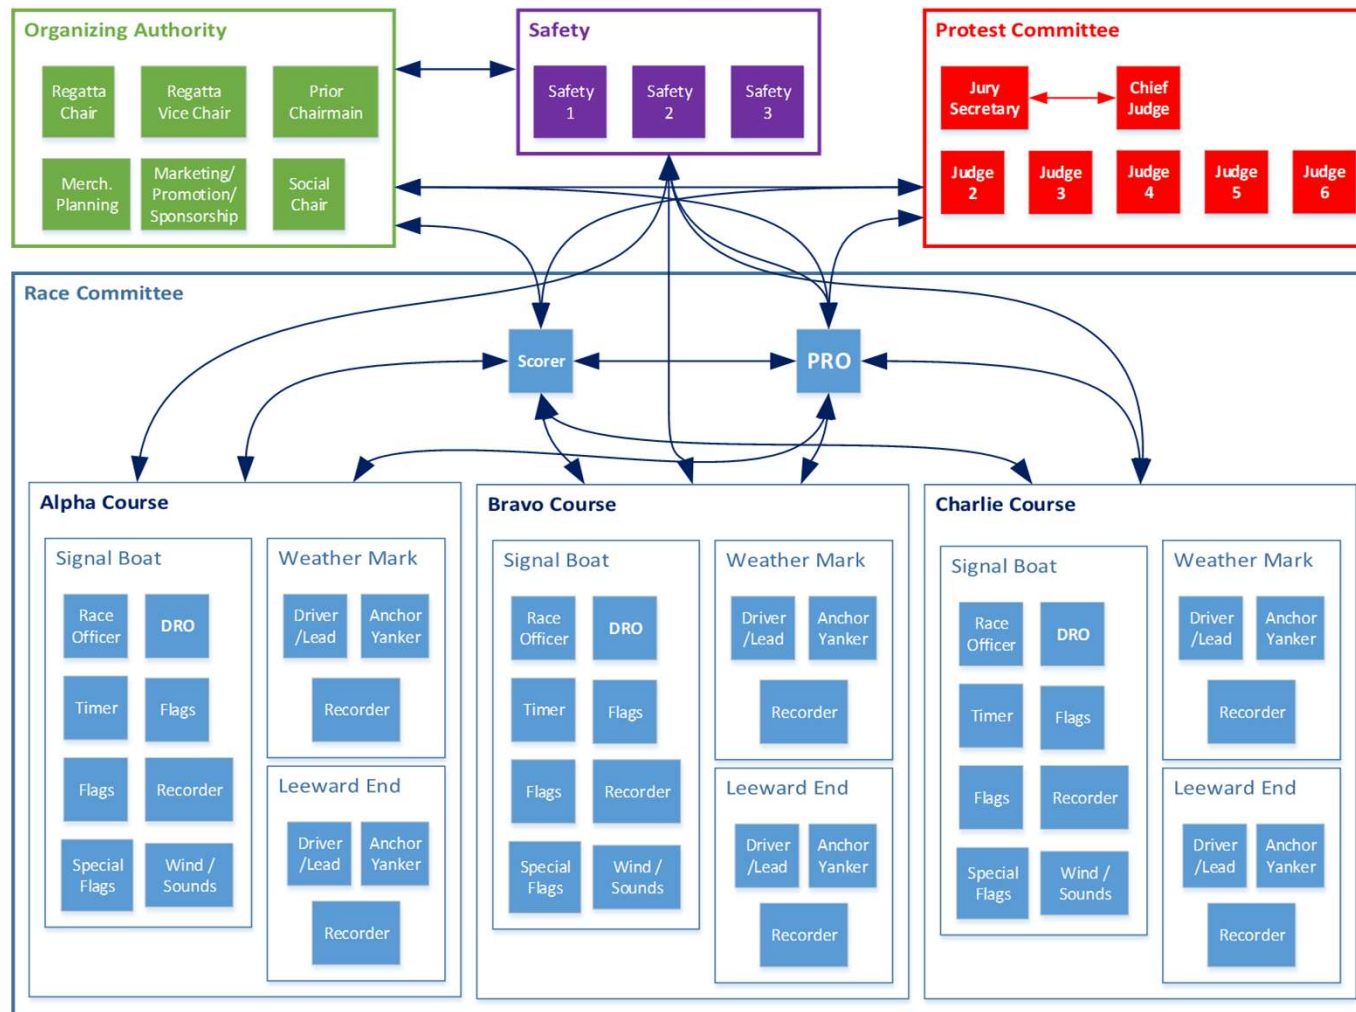 Organizing Authority
Regatta
Chair
Regatta
Vice Chair
Prior
Chairmain
Merch.
Planning
Marketing/
Promotion/
Sponsorship
Social
Chair
Safety
Safety
1
Safety
2
Safety
3
Protest Committee
Jury
Secretary
Chief
Judge
Judge
2
Judge
3
Judge
4
Judge
5
Judge
6
Race Committee
Scorer
PRO
Alpha Course
Signal Boat
Race
Officer
DRO
Timer
Flags
Flags
Recorder
Special
Flags
Wind /
Sounds
Weather Mark
Driver
/Lead
Anchor
Yanker
Recorder
Leeward End
Driver
/Lead
Anchor
Yanker
Recorder
Bravo Course
Signal Boat
Race
Officer
DRO
Timer
Flags
Flags
Recorder
Special
Flags
Wind /
Sounds
Weather Mark
Driver
/Lead
Anchor
Yanker
Recorder
Leeward End
Driver
/Lead
Anchor
Yanker
Recorder
Charlie Course
Signal Boat
Race
Officer
DRO
Timer
Flags
Flags
Recorder
Special
Flags
Wind /
Sounds
Weather Mark
Driver
/Lead
Anchor
Yanker
Recorder
Leeward End
Driver
/Lead
Anchor
Yanker
Recorder